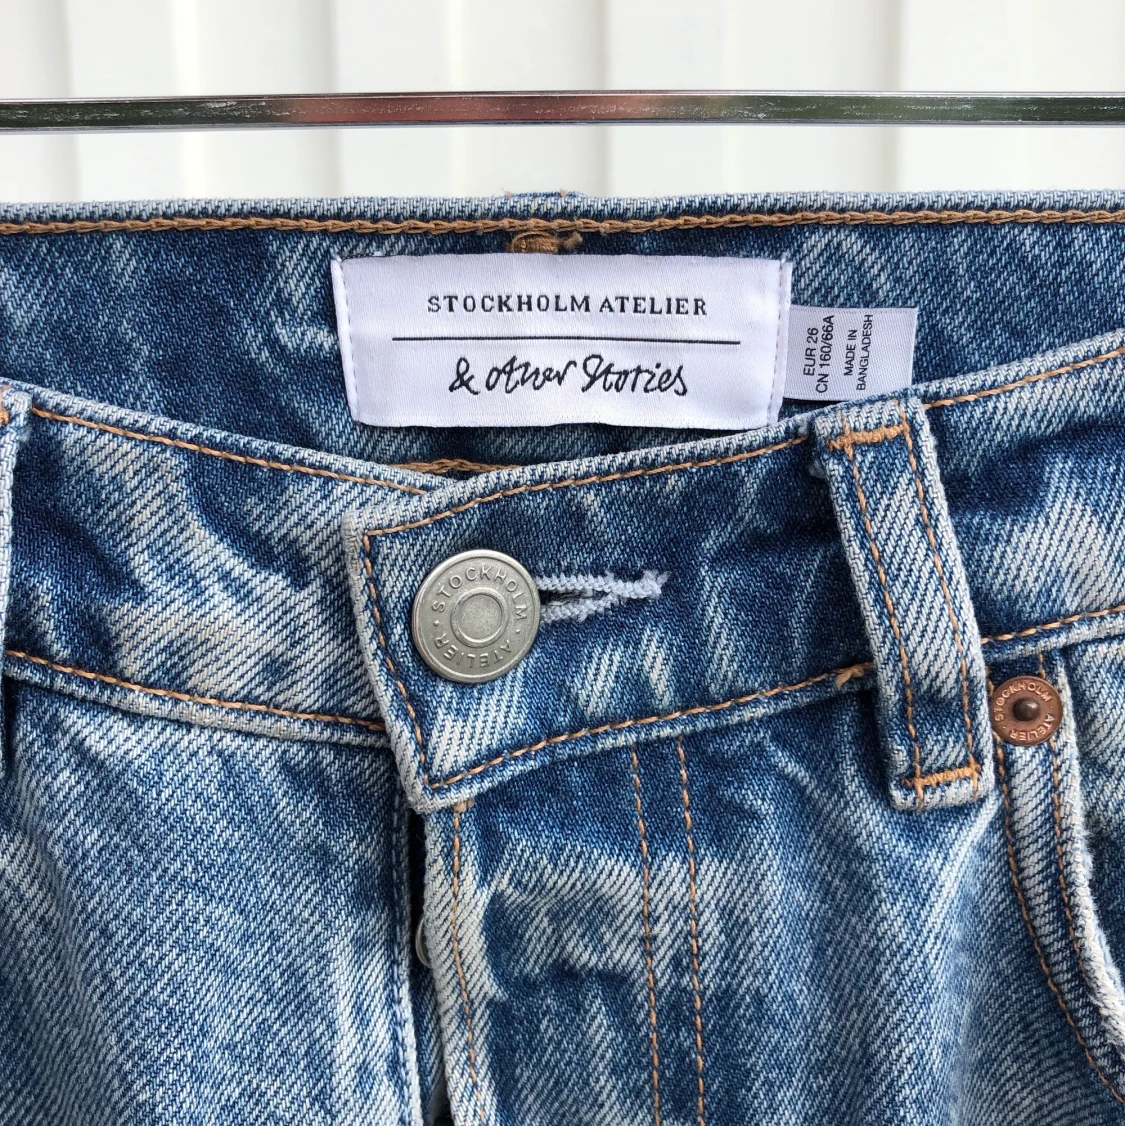 STOCKHOLM ATELIER
& Other Stories
EUR 26
CN 160/66A
MADE IN
BANGLADESH
STOCKHOLM
· ATELIER ·
STOCKHOLM
ATELIER